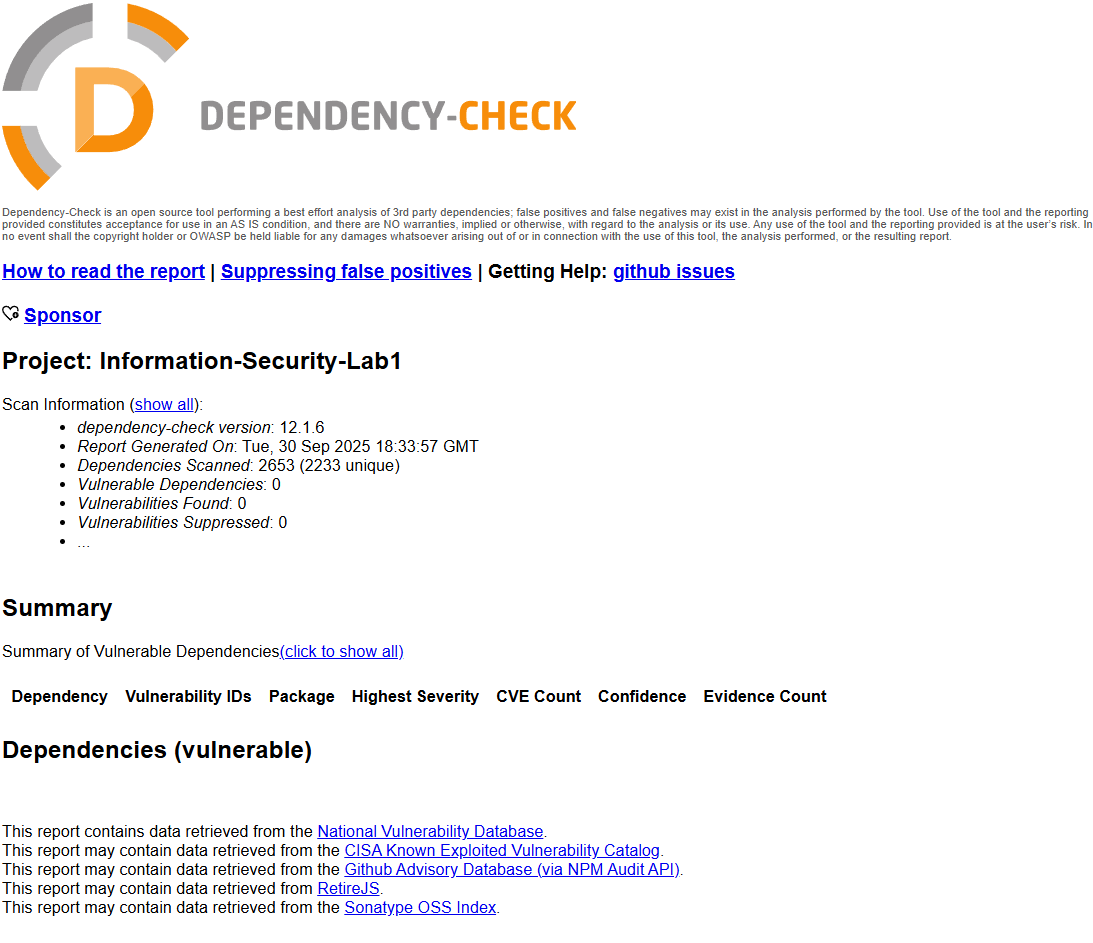 DEPENDENCY-CHECK
Dependency-Check is an open source tool performing a best effort analysis of 3rd party dependencies; false positives and false negatives may exist in the analysis performed by the tool. Use of the tool and the reporting
provided constitutes acceptance for use in an AS IS condition, and there are NO warranties, implied or otherwise, with regard to the analysis or its use. Any use of the tool and the reporting provided is at the user's risk. In
no event shall the copyright holder or OWASP be held liable for any damages whatsoever arising out of or in connection with the use of this tool, the analysis performed, or the resulting report.
How to read the report | Suppressing false positives | Getting Help: github issues
Sponsor
Project: Information-Security-Lab1
Scan Information (show all):
• dependency-check version: 12.1.6
• Report Generated On: Tue, 30 Sep 2025 18:33:57 GMT
• Dependencies Scanned: 2653 (2233 unique)
• Vulnerable Dependencies: 0
• Vulnerabilities Found: 0
• Vulnerabilities Suppressed: 0
• ...
Summary
Summary of Vulnerable Dependencies(click to show all)
Dependency Vulnerability IDs Package Highest Severity CVE Count Confidence Evidence Count
Dependencies (vulnerable)
This report contains data retrieved from the National Vulnerability Database.
This report may contain data retrieved from the CISA Known Exploited Vulnerability Catalog.
This report may contain data retrieved from the Github Advisory Database (via NPM Audit API).
This report may contain data retrieved from RetireJS.
This report may contain data retrieved from the Sonatype OSS Index.